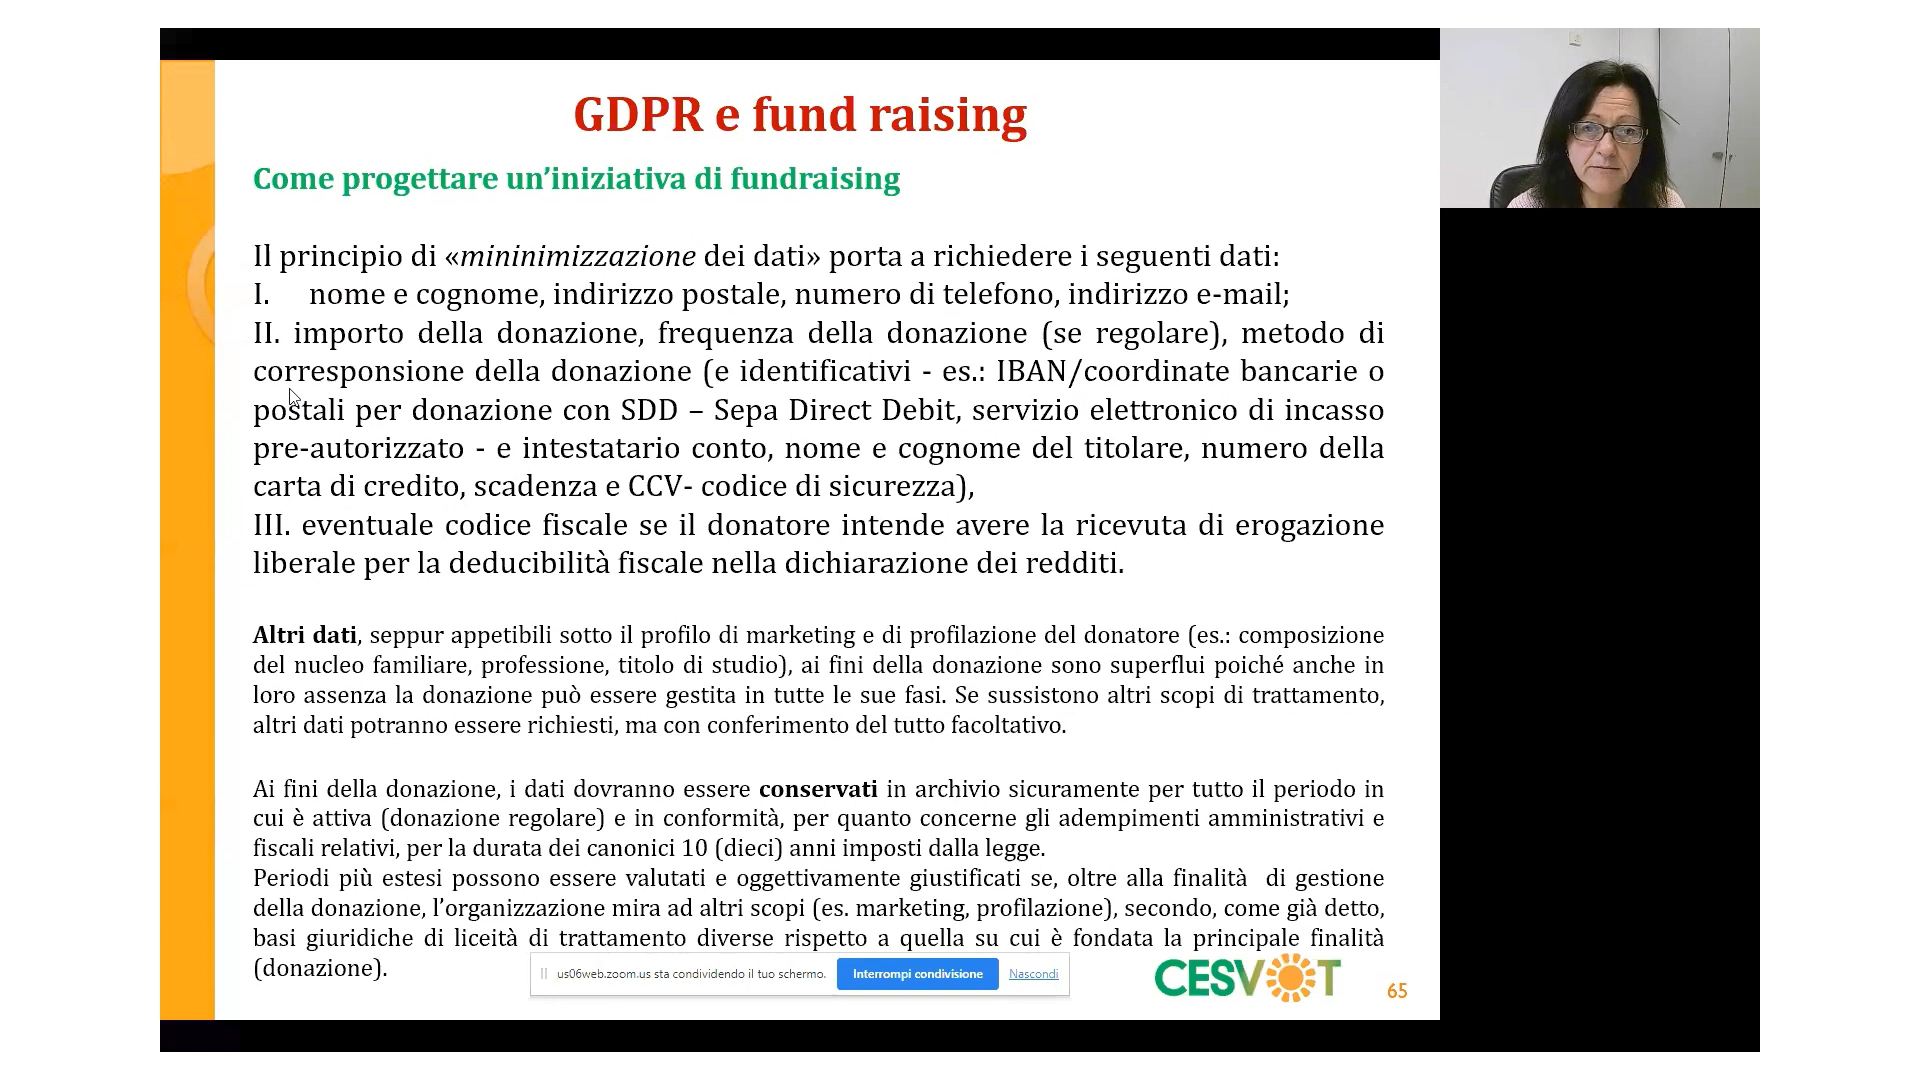 GDPR e fund raising
Come progettare un’iniziativa di fundraising
Il principio di «mininimizzazione dei dati» porta a richiedere i seguenti dati:
I. nome e cognome, indirizzo postale, numero di telefono, indirizzo e-mail;
II. importo della donazione, frequenza della donazione (se regolare), metodo di
corresponsione della donazione (e identificativi - es.: IBAN/coordinate bancarie o
postali per donazione con SDD – Sepa Direct Debit, servizio elettronico di incasso
pre-autorizzato - e intestatario conto, nome e cognome del titolare, numero della
carta di credito, scadenza e CCV- codice di sicurezza),
III. eventuale codice fiscale se il donatore intende avere la ricevuta di erogazione
liberale per la deducibilità fiscale nella dichiarazione dei redditi.
Altri dati, seppur appetibili sotto il profilo di marketing e di profilazione del donatore (es.: composizione
del nucleo familiare, professione, titolo di studio), ai fini della donazione sono superflui poiché anche in
loro assenza la donazione può essere gestita in tutte le sue fasi. Se sussistono altri scopi di trattamento,
altri dati potranno essere richiesti, ma con conferimento del tutto facoltativo.
Ai fini della donazione, i dati dovranno essere conservati in archivio sicuramente per tutto il periodo in
cui è attiva (donazione regolare) e in conformità, per quanto concerne gli adempimenti amministrativi e
fiscali relativi, per la durata dei canonici 10 (dieci) anni imposti dalla legge.
Periodi più estesi possono essere valutati e oggettivamente giustificati se, oltre alla finalità di gestione
della donazione, l’organizzazione mira ad altri scopi (es. marketing, profilazione), secondo, come già detto,
basi giuridiche di liceità di trattamento diverse rispetto a quella su cui è fondata la principale finalità
(donazione).
us06web.zoom.us sta condividendo il tuo schermo. Interrompi condivisione Nascondi
CESVOT
65